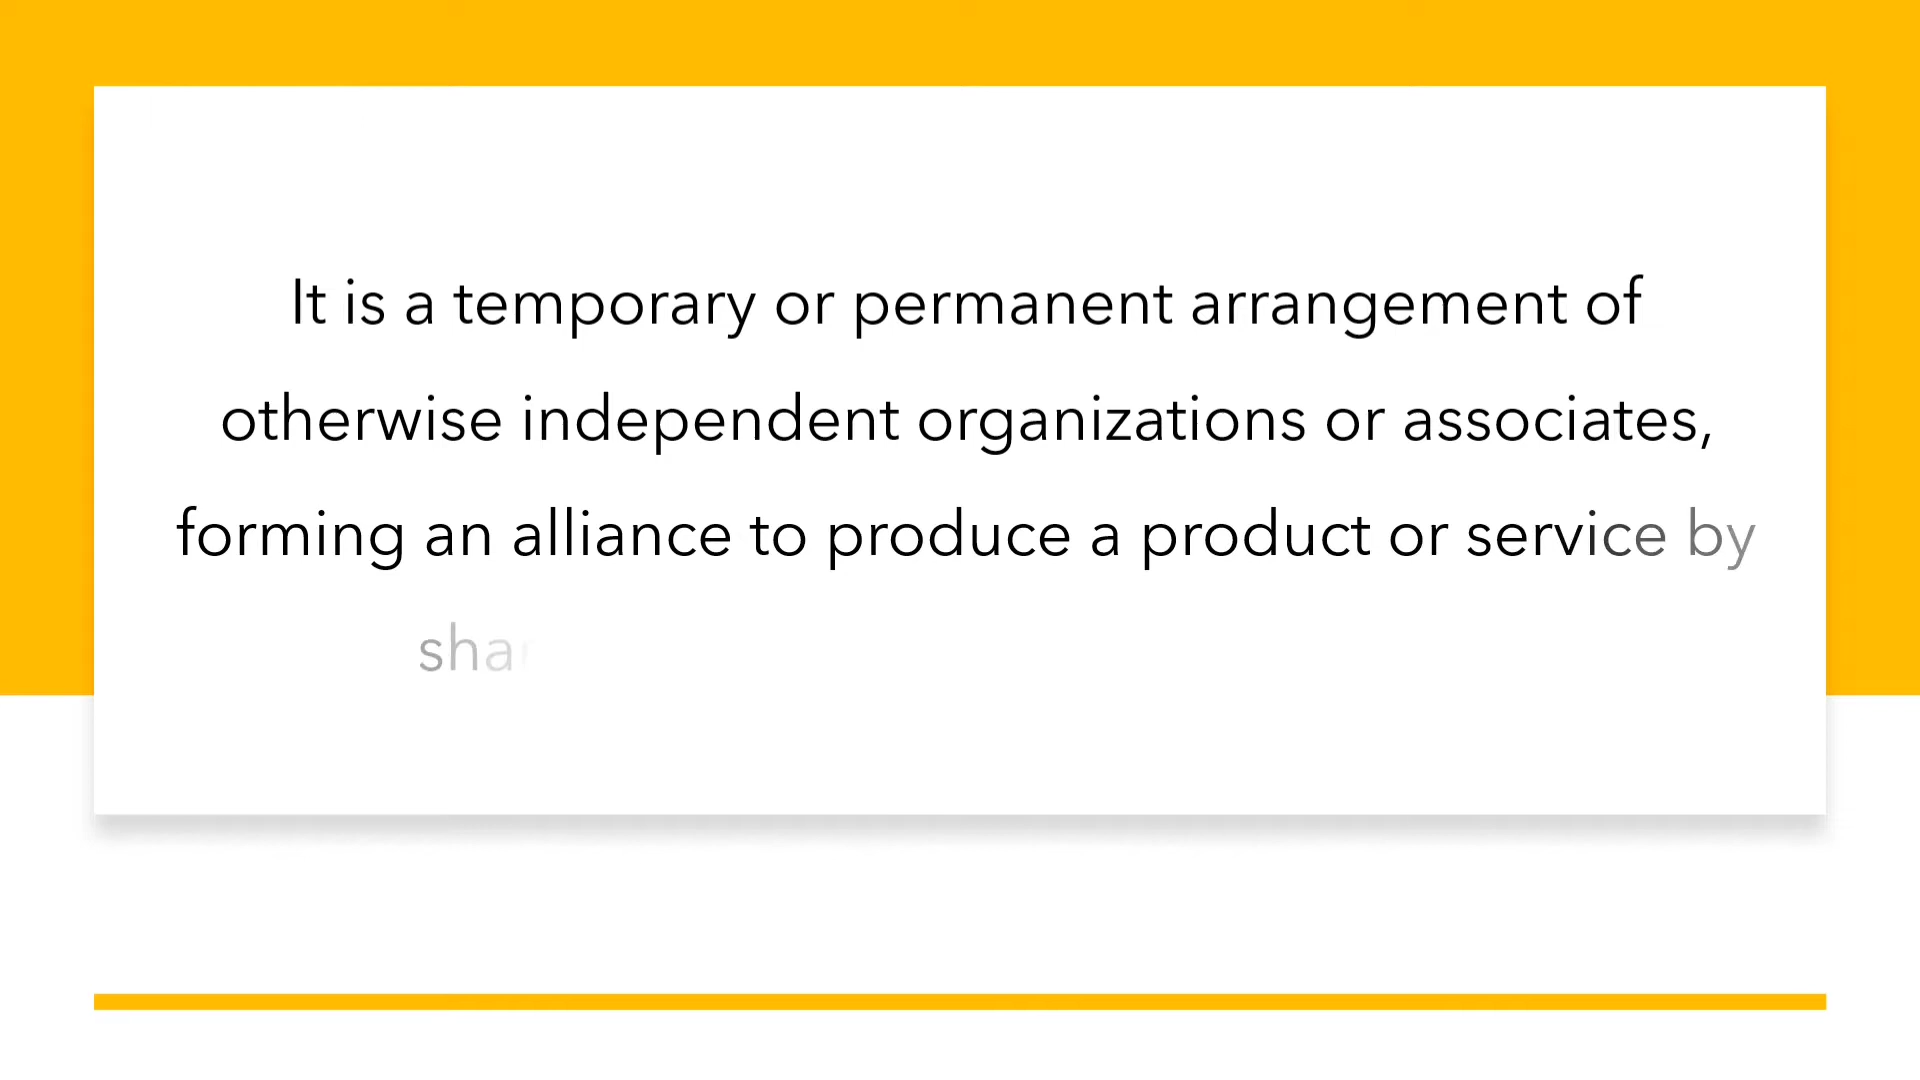 It is a temporary or permanent arrangement of
otherwise independent organizations or associates,
forming an alliance to produce a product or service by